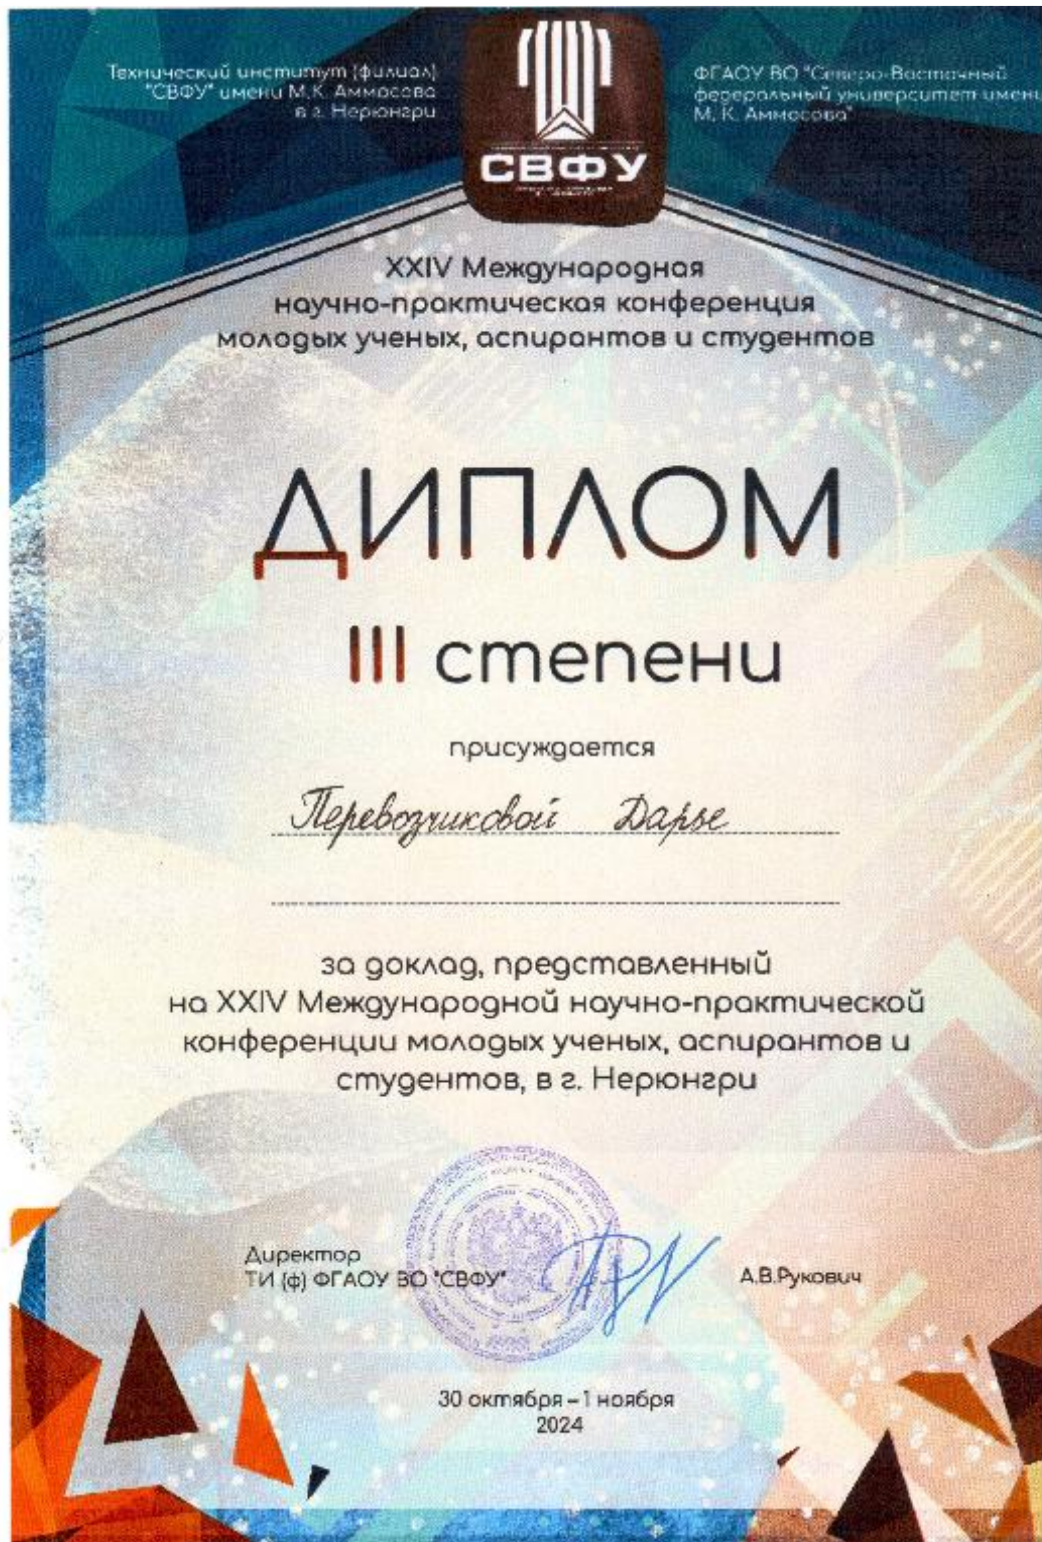 Технический институт (филиал)
"СВФУ" имени М.К. Аммосова
в г. Нерюнгри
ФГАОУ ВО "Северо-Восточный
федеральный университет имени
М. К. Аммосова"
СВФУ
XXIV Международная
научно-практическая конференция
молодых ученых, аспирантов и студентов
ДИПЛОМ
III степени
присуждается
Перевозчиковой Дарье
за доклад, представленный
на XXIV Международной научно-практической
конференции молодых ученых, аспирантов и
студентов, в г. Нерюнгри
Директор
ТИ (ф) ФГАОУ ВО "СВФУ"
А.В.Рукович
30 октября – 1 ноября
2024